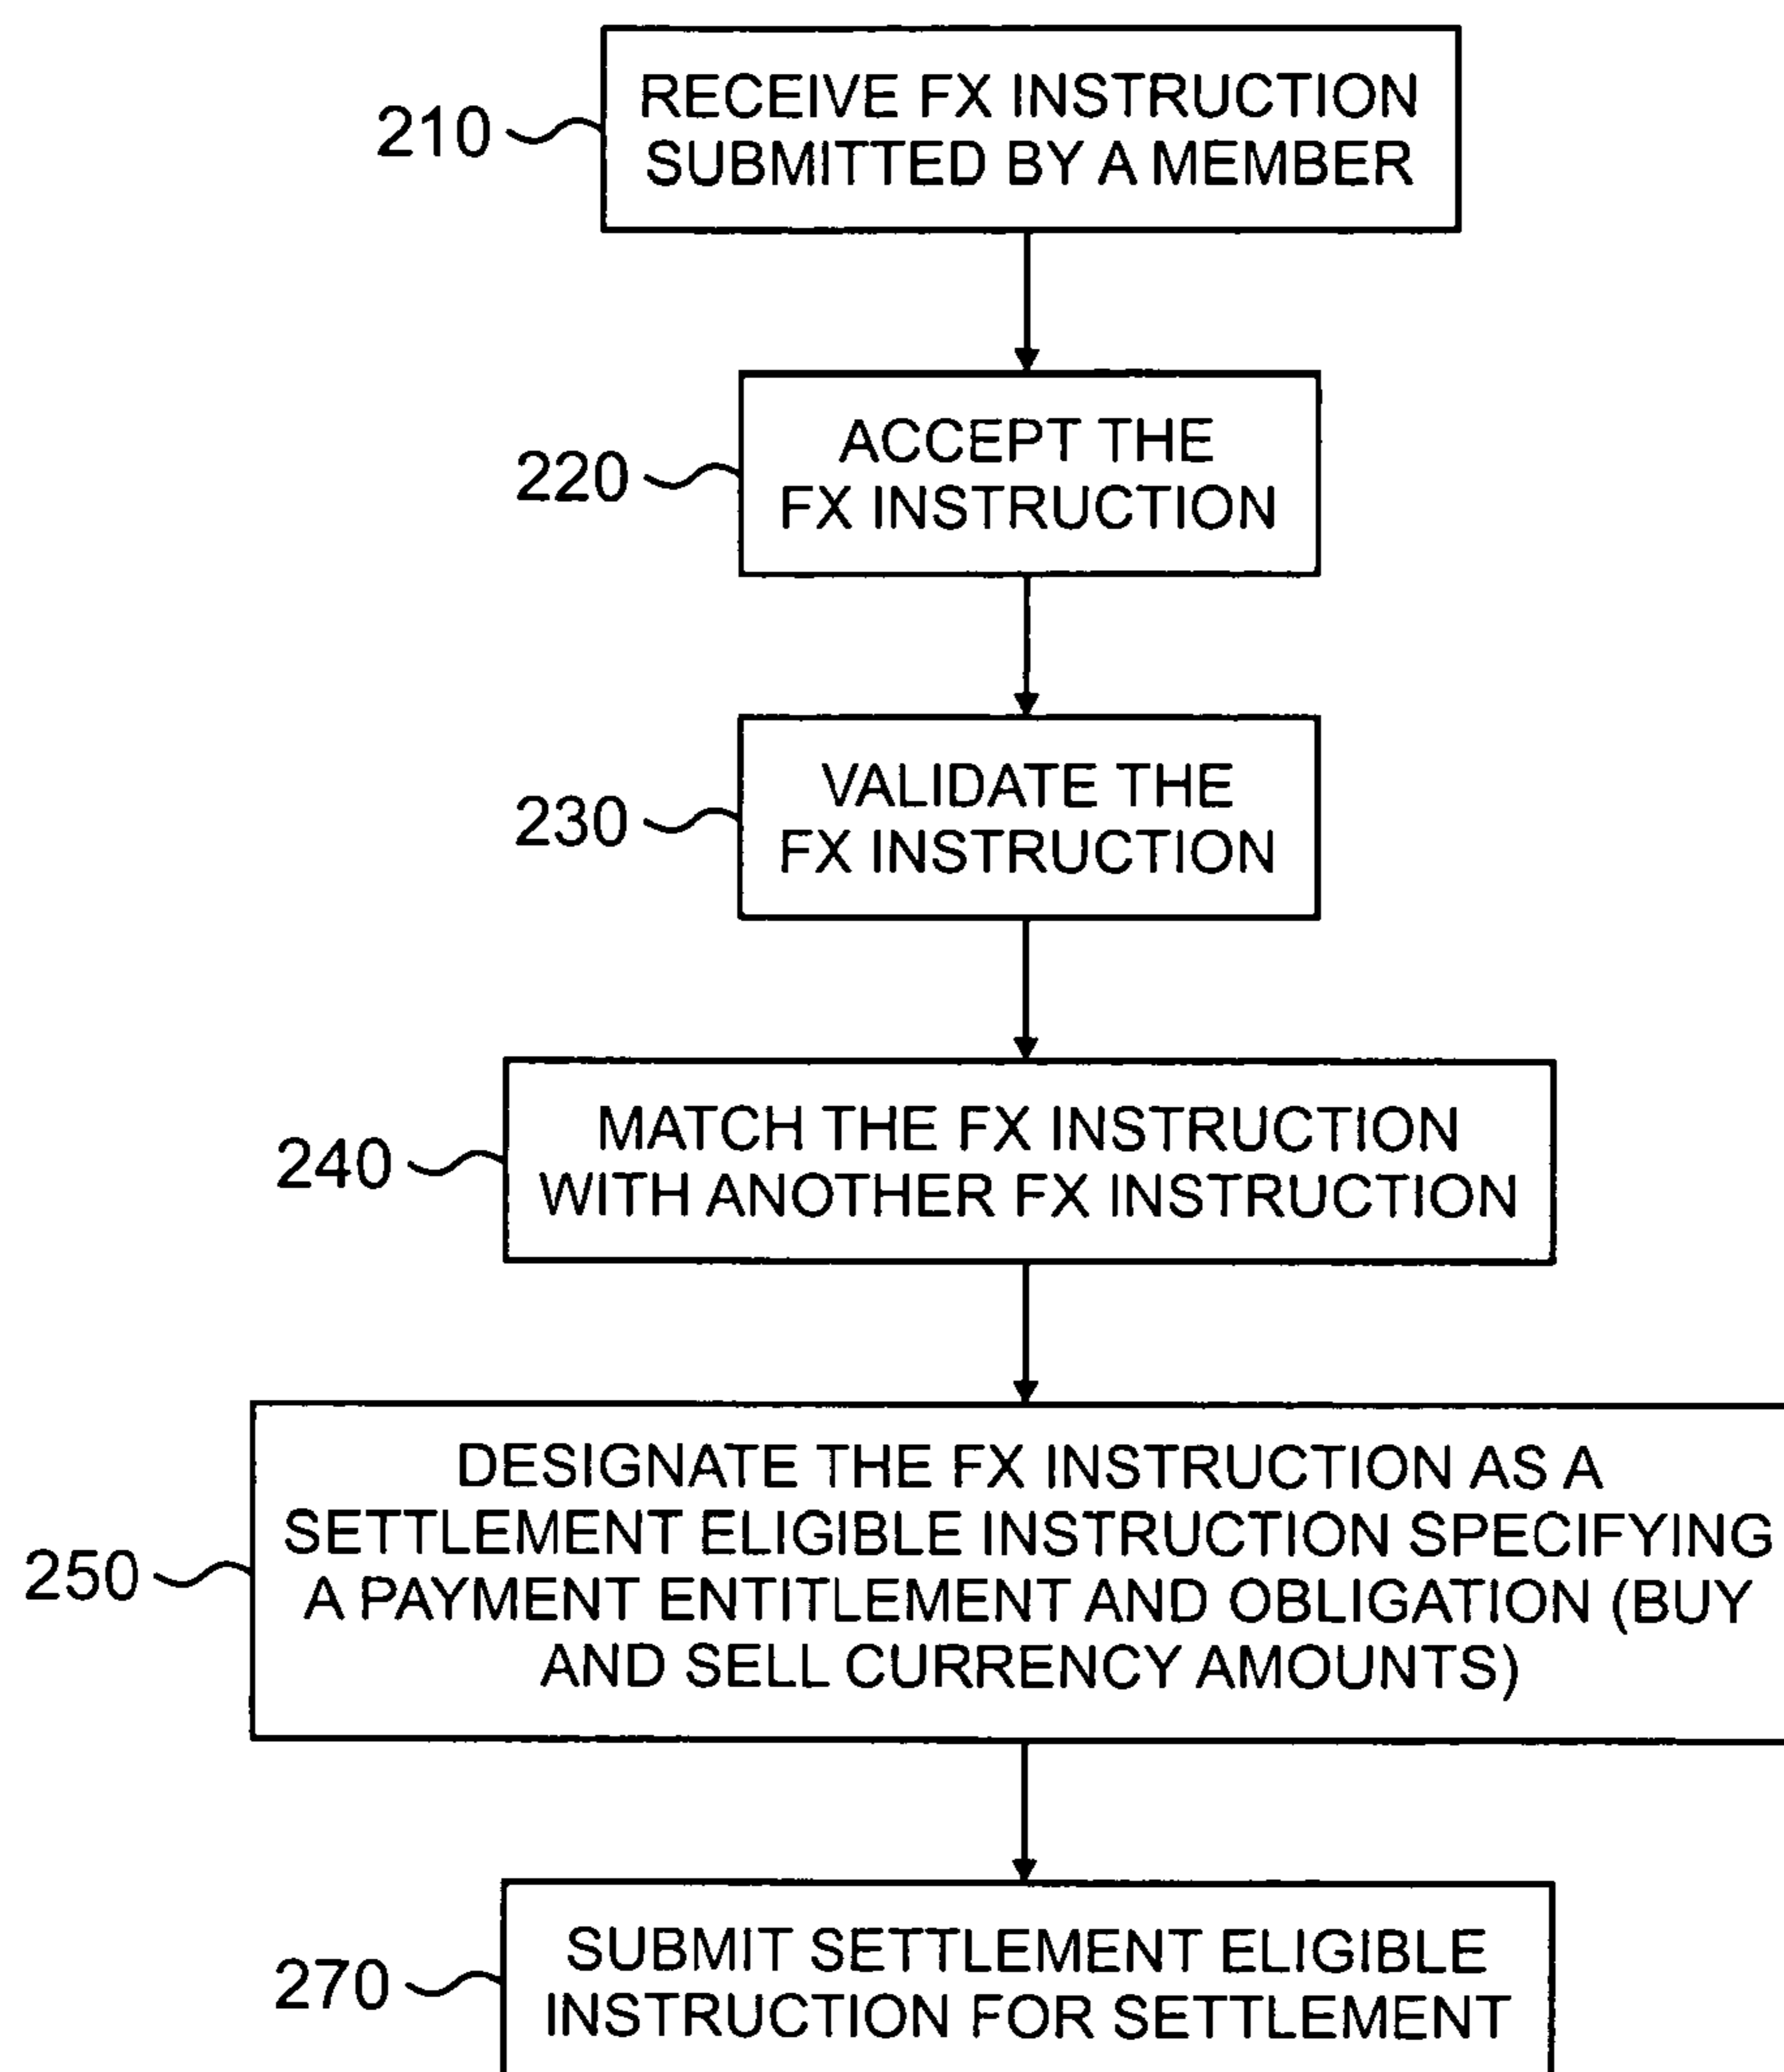 210
RECEIVE FX INSTRUCTION
SUBMITTED BY A MEMBER
220
ACCEPT THE
FX INSTRUCTION
230
VALIDATE THE
FX INSTRUCTION
240
MATCH THE FX INSTRUCTION
WITH ANOTHER FX INSTRUCTION
250
DESIGNATE THE FX INSTRUCTION AS A
SETTLEMENT ELIGIBLE INSTRUCTION SPECIFYING
A PAYMENT ENTITLEMENT AND OBLIGATION (BUY
AND SELL CURRENCY AMOUNTS)
270
SUBMIT SETTLEMENT ELIGIBLE
INSTRUCTION FOR SETTLEMENT